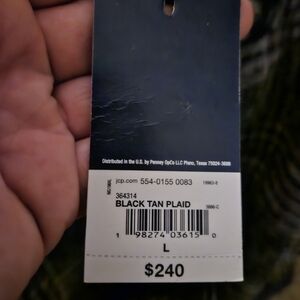 Distributed in the U.S. by Penney OpCo LLC Plano, Texas 75024-3698
jcp.com 554-0155 0083
364314
BLACK TAN PLAID
1 98274 03615 0
L
$240